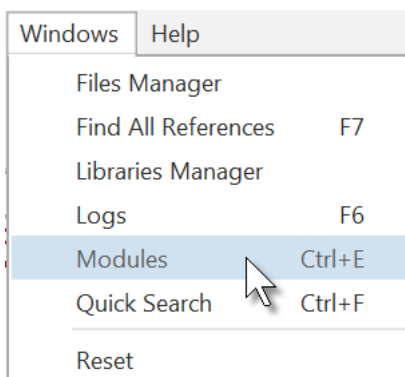 Windows Help
Files Manager
Find All References F7
Libraries Manager
Logs F6
Modules Ctrl+E
Quick Search Ctrl+F
Reset